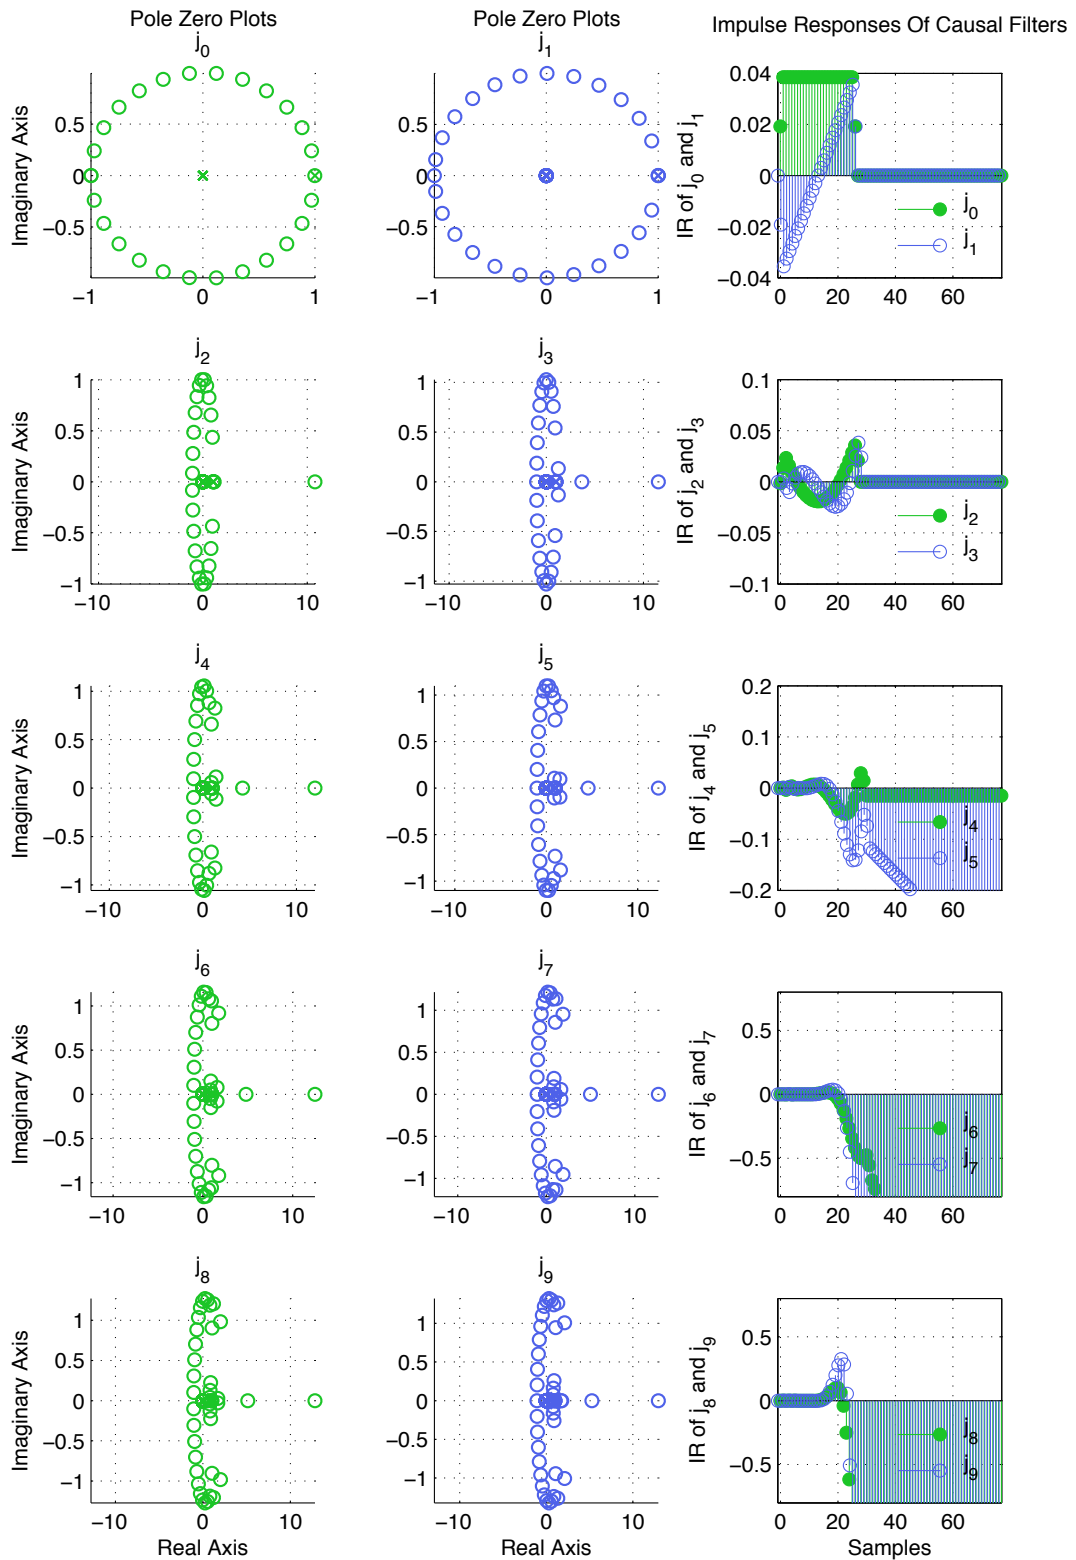 Pole Zero Plots Pole Zero Plots Impulse Responses Of Causal Filters
j0 j1
Imaginary Axis
0.5
0
−0.5
−1 0 1
0.5
0
−0.5
−1 0 1
IR of j0 and j1
0.04
0.02
0
−0.02
−0.04
j0
j1
0 20 40 60
j2 j3
Imaginary Axis
1
0.5
0
−0.5
−1
−10 0 10
1
0.5
0
−0.5
−1
−10 0 10
IR of j2 and j3
0.1
0.05
0
−0.05
−0.1
j2
j3
0 20 40 60
j4 j5
Imaginary Axis
1
0.5
0
−0.5
−1
−10 0 10
1
0.5
0
−0.5
−1
−10 0 10
IR of j4 and j5
0.2
0.1
0
−0.1
−0.2
j4
j5
0 20 40 60
j6 j7
Imaginary Axis
1
0.5
0
−0.5
−1
−10 0 10
1
0.5
0
−0.5
−1
−10 0 10
IR of j6 and j7
0.5
0
−0.5
j6
j7
0 20 40 60
j8 j9
Imaginary Axis
1
0.5
0
−0.5
−1
−10 0 10
1
0.5
0
−0.5
−1
−10 0 10
IR of j8 and j9
0.5
0
−0.5
j8
j9
0 20 40 60
Real Axis Real Axis Samples